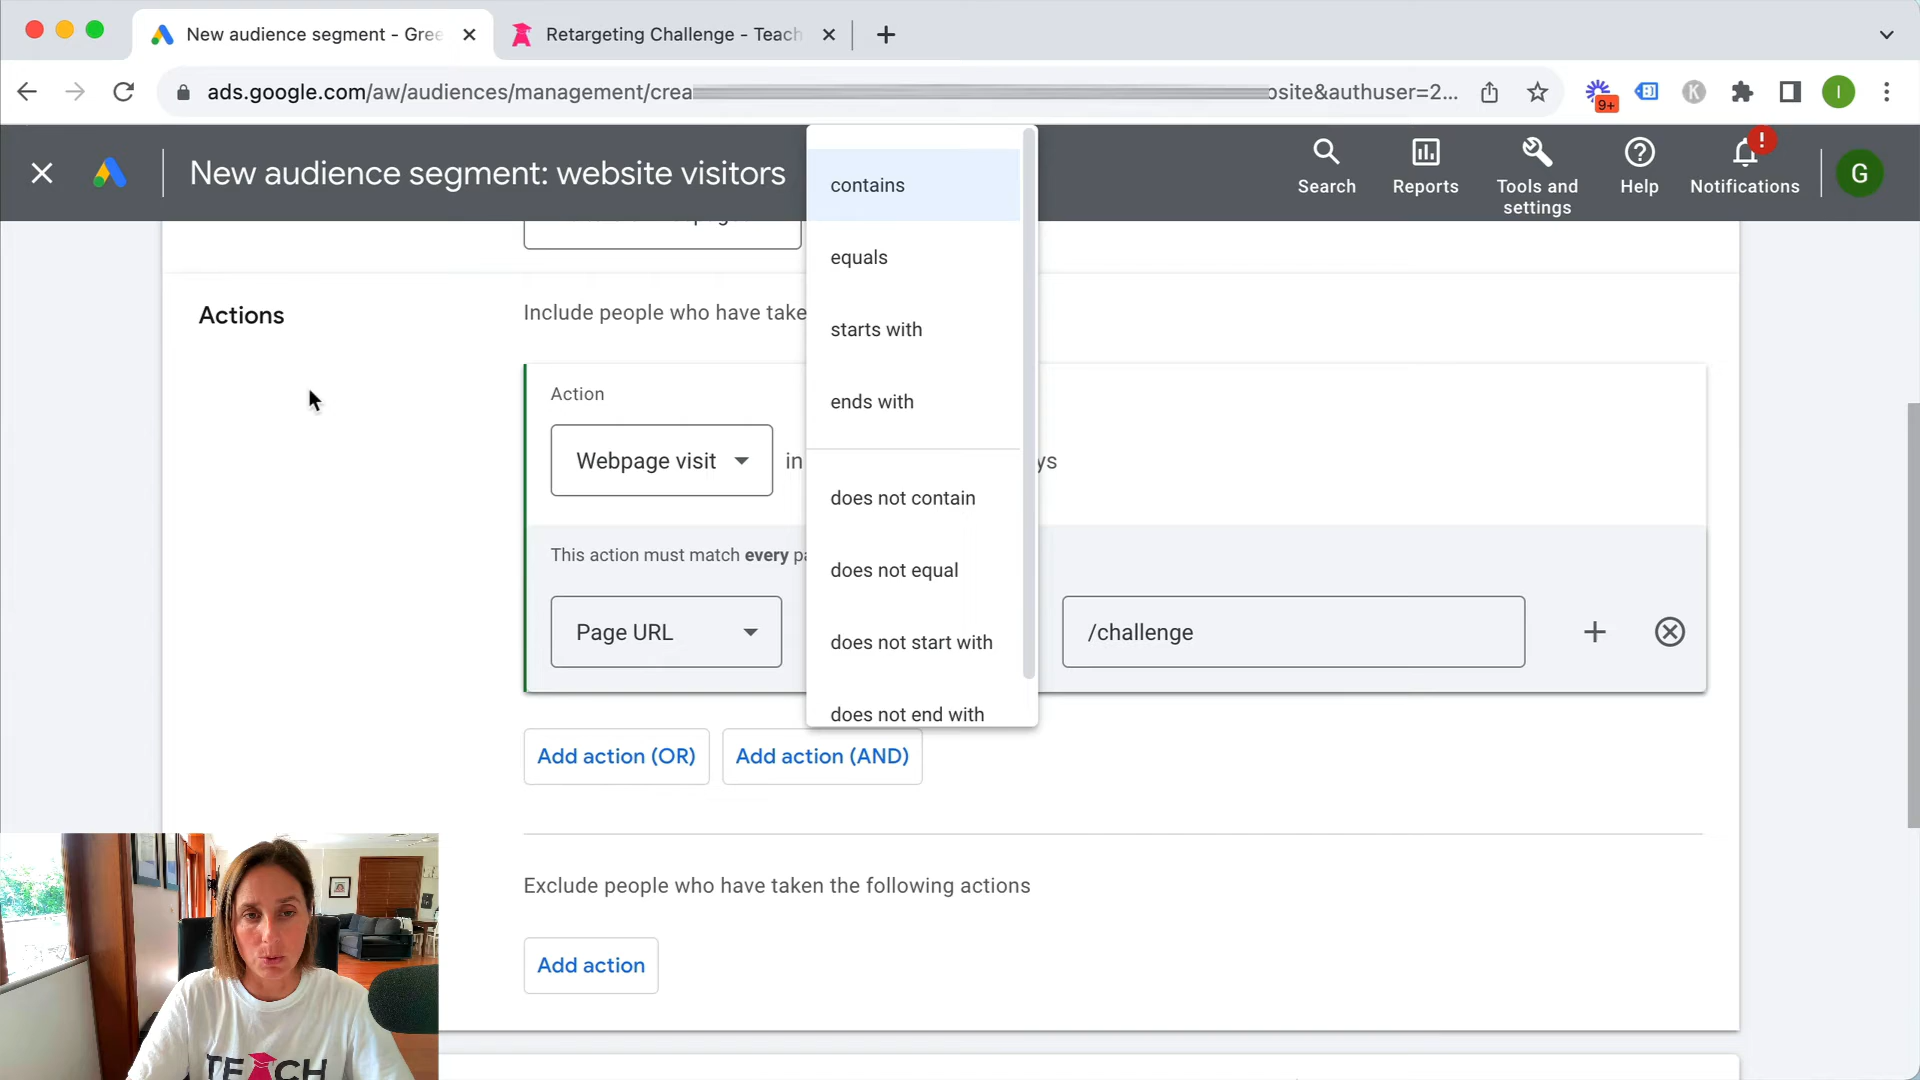 New audience segment - Gree
Retargeting Challenge - Teach
ads.google.com/aw/audiences/management/crea
osite&authuser=2...
9+
K
I
New audience segment: website visitors
Search
Reports
Tools and settings
Help
Notifications
!
G
contains
equals
starts with
ends with
does not contain
does not equal
does not start with
does not end with
Actions
Include people who have take
Action
Webpage visit
in
ys
This action must match every pa
Page URL
/challenge
Add action (OR)
Add action (AND)
Exclude people who have taken the following actions
Add action
TEACH